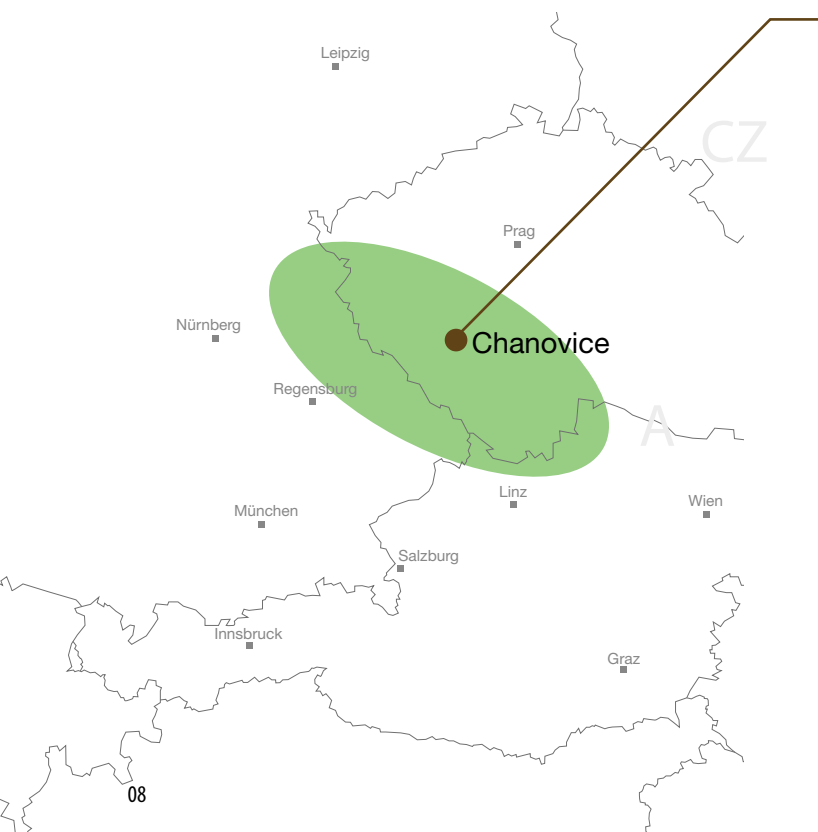 Leipzig
CZ
Prag
Nürnberg
Chanovice
Regensburg
A
Linz
Wien
München
Salzburg
Innsbruck
Graz
08